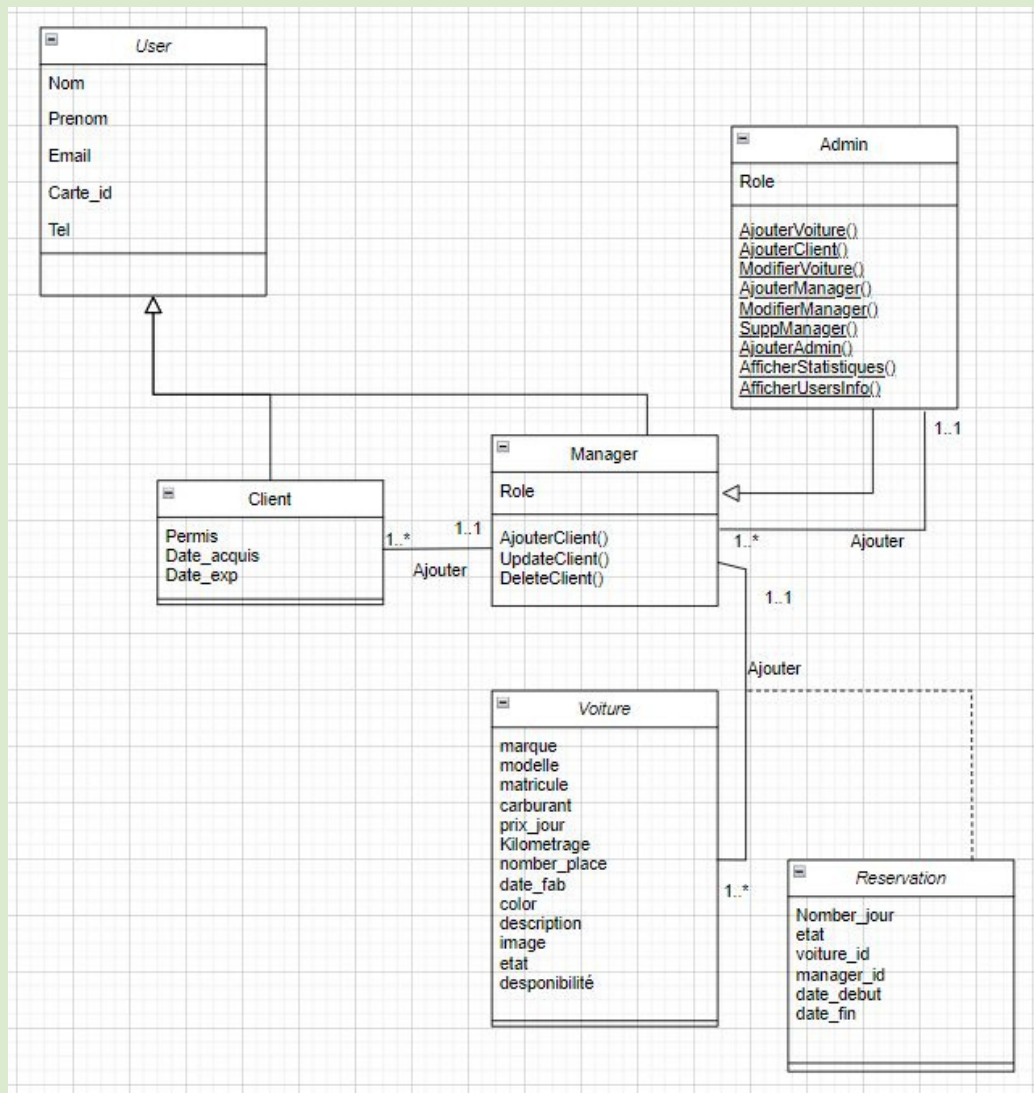 User
Nom
Prenom
Email
Carte_id
Tel
Admin
Role
AjouterVoiture()
AjouterClient()
ModifierVoiture()
AjouterManager()
ModifierManager()
SuppManager()
AjouterAdmin()
AfficherStatistiques()
AfficherUsersInfo()
1..1
Manager
Role
AjouterClient()
UpdateClient()
DeleteClient()
Client
Permis
Date_acquis
Date_exp
1..*
1..1
Ajouter
1..*
Ajouter
1..1
Ajouter
Voiture
marque
modelle
matricule
carburant
prix_jour
Kilometrage
nomber_place
date_fab
color
description
image
etat
desponibilité
1..*
Reservation
Nomber_jour
etat
voiture_id
manager_id
date_debut
date_fin